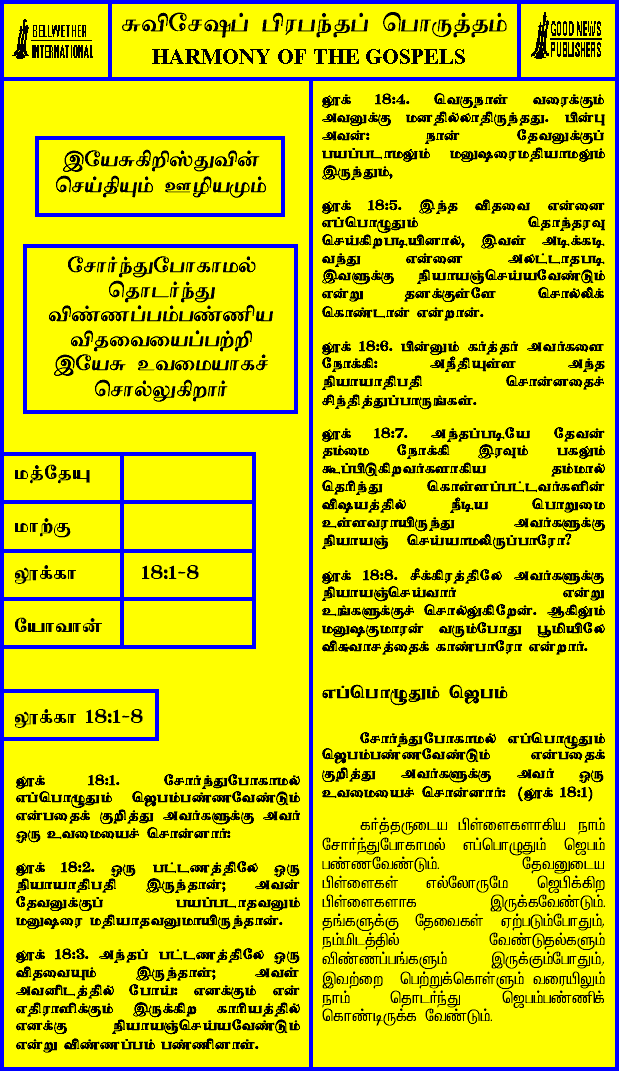 BELLWETHER
INTERNATIONAL
சுவிசேஷப் பிரபந்தப் பொருத்தம்
HARMONY OF THE GOSPELS
GOOD NEWS
PUBLISHERS
இயேசுகிறிஸ்துவின்
செய்தியும் ஊழியமும்
சோர்ந்துபோகாமல்
தொடர்ந்து
விண்ணப்பம்பண்ணிய
விதவையைப்பற்றி
இயேசு உவமையாகச்
சொல்லுகிறார்
மத்தேயு
மாற்கு
லூக்கா 18:1-8
யோவான்
லூக்கா 18:1-8
லூக் 18:1. சோர்ந்துபோகாமல்
எப்பொழுதும் ஜெபம்பண்ணவேண்டும்
என்பதைக் குறித்து அவர்களுக்கு அவர்
ஒரு உவமையைச் சொன்னார்:
லூக் 18:2. ஒரு பட்டணத்திலே ஒரு
நியாயாதிபதி இருந்தான்; அவன்
தேவனுக்குப் பயப்படாதவனும்
மனுஷரை மதியாதவனுமாயிருந்தான்.
லூக் 18:3. அந்தப் பட்டணத்திலே ஒரு
விதவையும் இருந்தாள்; அவள்
அவனிடத்தில் போய்: எனக்கும் என்
எதிராளிக்கும் இருக்கிற காரியத்தில்
எனக்கு நியாயஞ்செய்யவேண்டும்
என்று விண்ணப்பம் பண்ணினாள்.
லூக் 18:4. வெகுநாள் வரைக்கும்
அவனுக்கு மனதில்லாதிருந்தது. பின்பு
அவன்: நான் தேவனுக்குப்
பயப்படாமலும் மனுஷரைமதியாமலும்
இருந்தும்,
லூக் 18:5. இந்த விதவை என்னை
எப்பொழுதும் தொந்தரவு
செய்கிறபடியினால், இவள் அடிக்கடி
வந்து என்னை அலட்டாதபடி
இவளுக்கு நியாயஞ்செய்யவேண்டும்
என்று தனக்குள்ளே சொல்லிக்
கொண்டான் என்றான்.
லூக் 18:6. பின்னும் கர்த்தர் அவர்களை
நோக்கி: அநீதியுள்ள அந்த
நியாயாதிபதி சொன்னதைச்
சிந்தித்துப்பாருங்கள்.
லூக் 18:7. அந்தப்படியே தேவன்
தம்மை நோக்கி இரவும் பகலும்
கூப்பிடுகிறவர்களாகிய தம்மால்
தெரிந்து கொள்ளப்பட்டவர்களின்
விஷயத்தில் நீடிய பொறுமை
உள்ளவராயிருந்து அவர்களுக்கு
நியாயஞ் செய்யாமலிருப்பாரோ?
லூக் 18:8. சீக்கிரத்திலே அவர்களுக்கு
நியாயஞ்செய்வார் என்று
உங்களுக்குச் சொல்லுகிறேன். ஆகிலும்
மனுஷகுமாரன் வரும்போது பூமியிலே
விசுவாசத்தைக் காண்பாரோ என்றார்.
எப்பொழுதும் ஜெபம்
சோர்ந்துபோகாமல் எப்பொழுதும்
ஜெபம்பண்ணவேண்டும் என்பதைக்
குறித்து அவர்களுக்கு அவர் ஒரு
உவமையைச் சொன்னார்: (லூக் 18:1)
கர்த்தருடைய பிள்ளைகளாகிய நாம்
சோர்ந்துபோகாமல் எப்பொழுதும் ஜெபம்
பண்ணவேண்டும். தேவனுடைய
பிள்ளைகள் எல்லோருமே ஜெபிக்கிற
பிள்ளைகளாக இருக்கவேண்டும்.
தங்களுக்கு தேவைகள் ஏற்படும்போதும்,
நம்மிடத்தில் வேண்டுதல்களும்
விண்ணப்பங்களும் இருக்கும்போதும்,
இவற்றை பெற்றுக்கொள்ளும் வரையிலும்
நாம் தொடர்ந்து ஜெபம்பண்ணிக்
கொண்டிருக்க வேண்டும்.